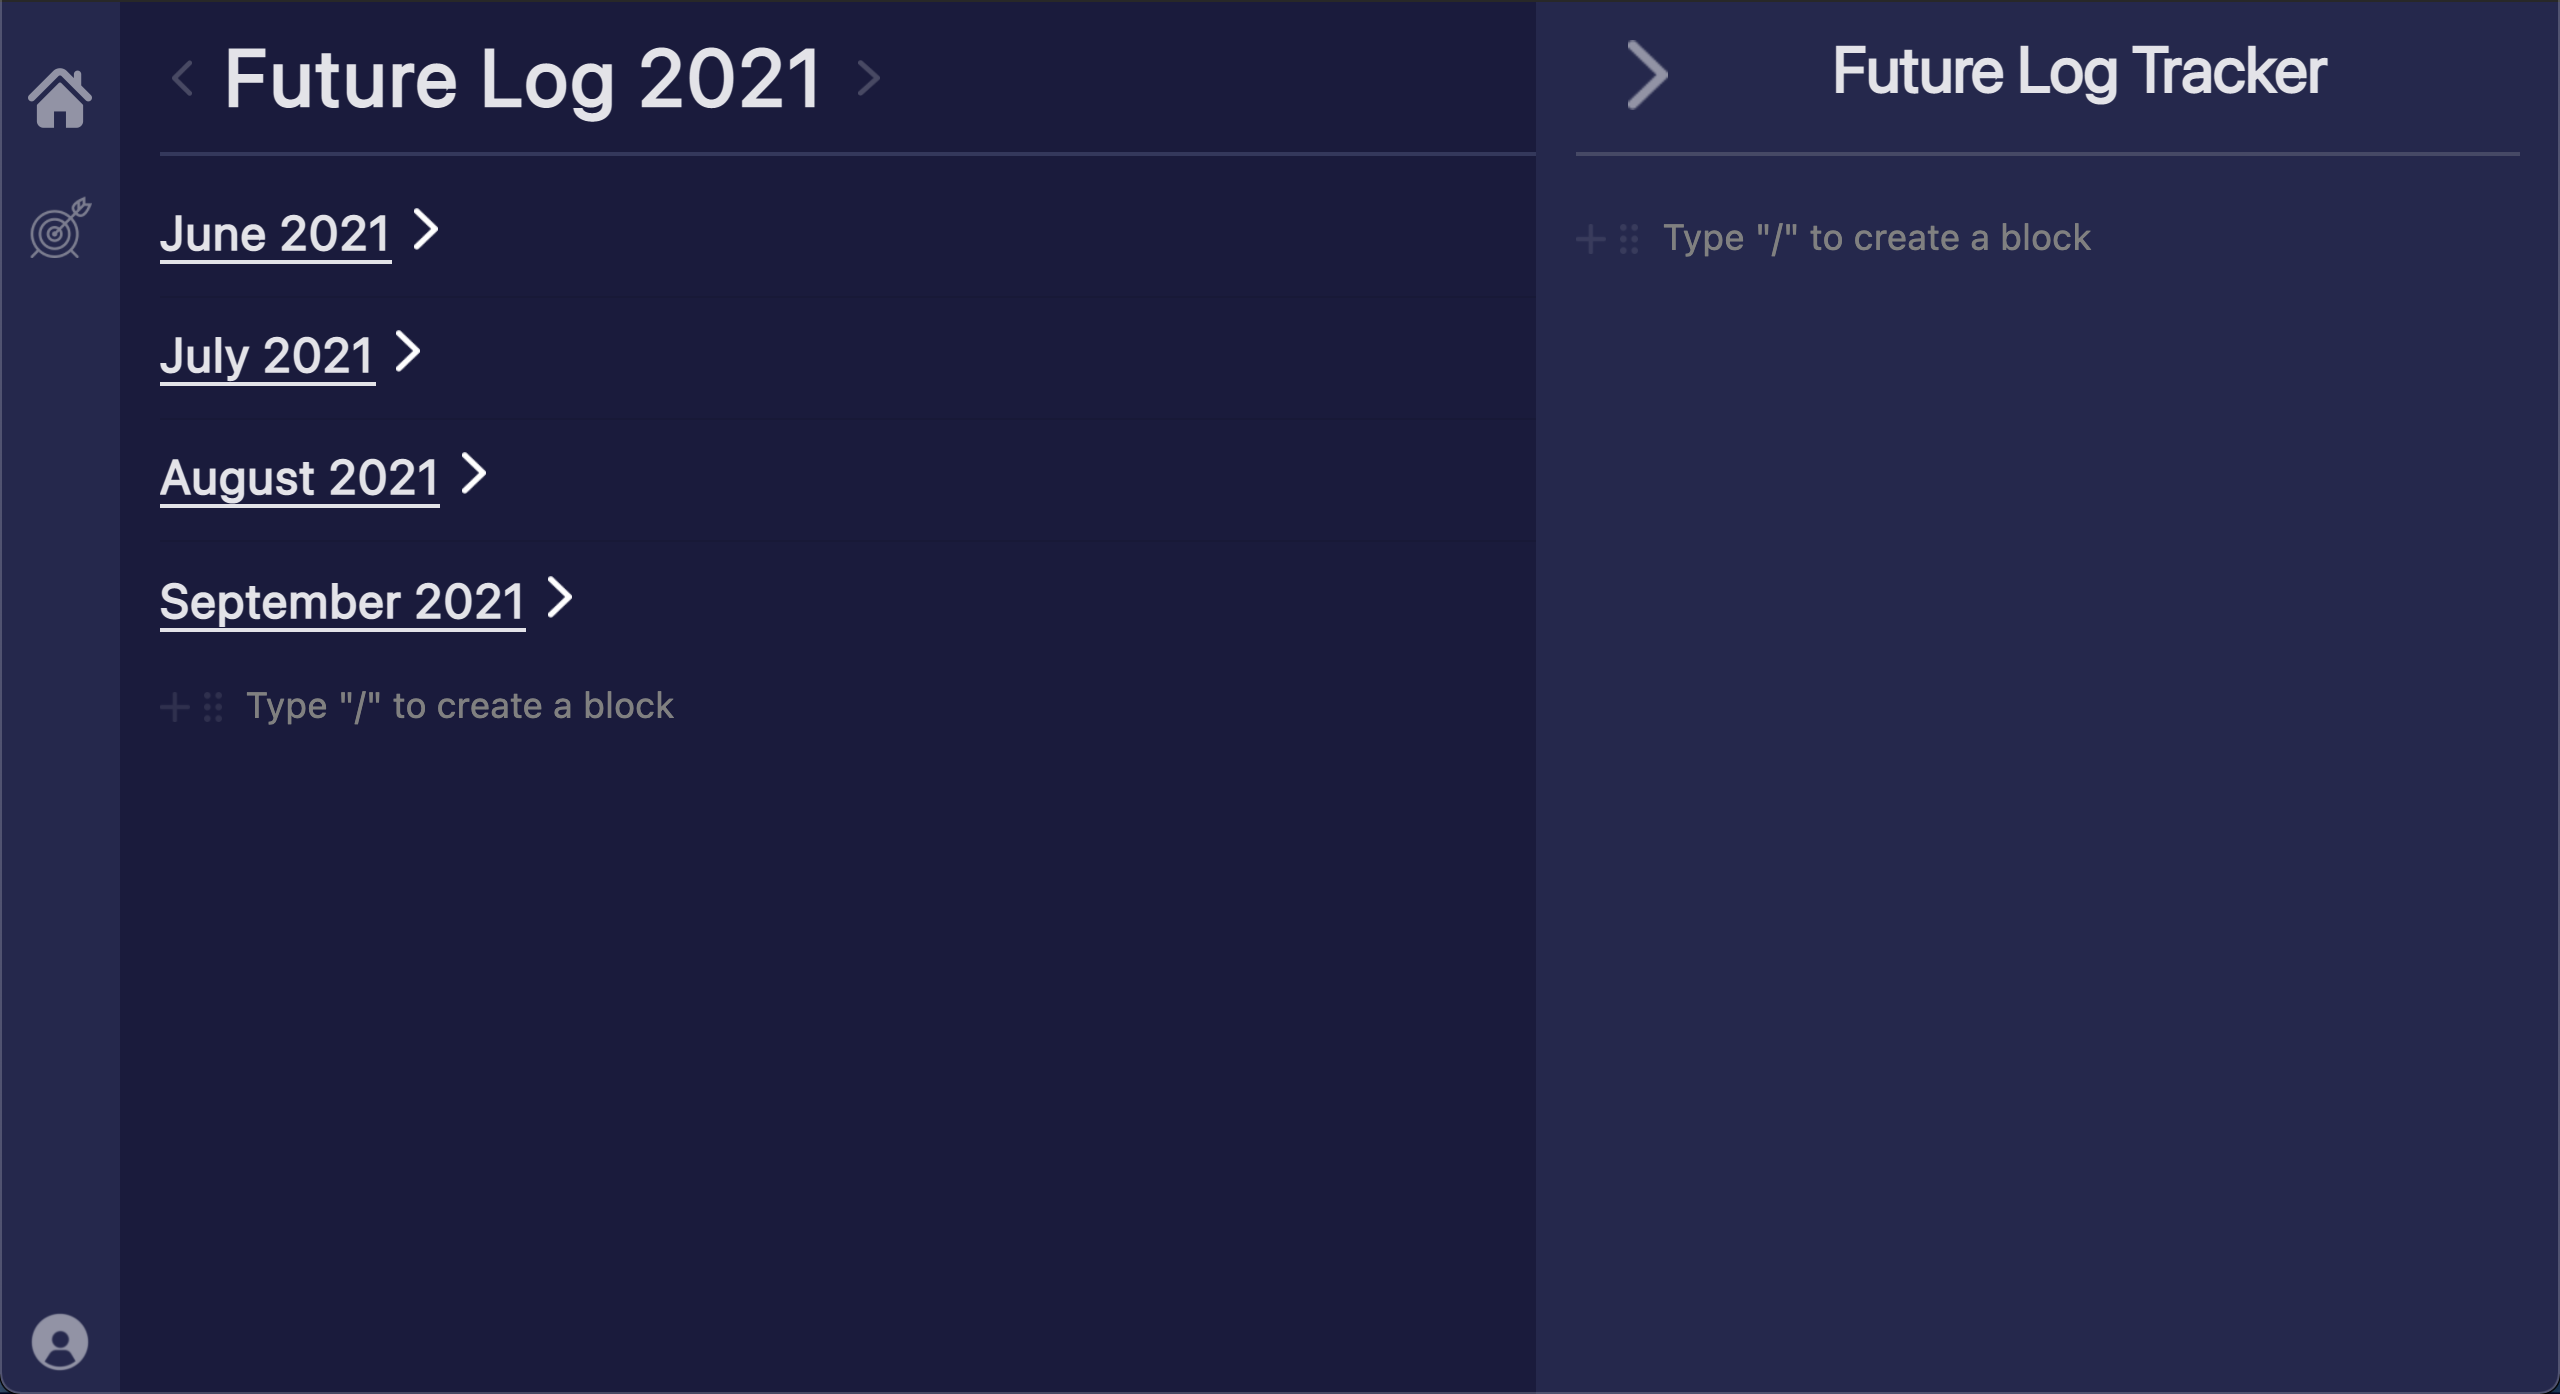 Future Log 2021
June 2021
July 2021
August 2021
September 2021
Type "/" to create a block
Future Log Tracker
Type "/" to create a block